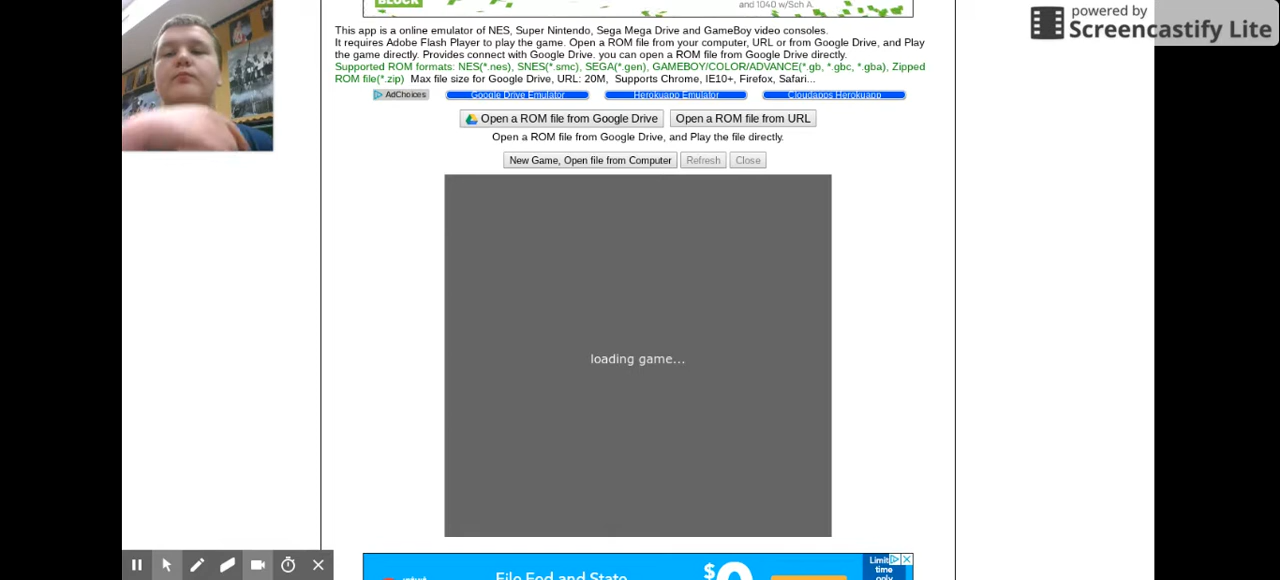 BLOCK
and 1040 w/Sch A.
powered by
Screencastify Lite
This app is a online emulator of NES, Super Nintendo, Sega Mega Drive and GameBoy video consoles.
It requires Adobe Flash Player to play the game. Open a ROM file from your computer, URL or from Google Drive, and Play
the game directly. Provides connect with Google Drive. you can open a ROM file from Google Drive directly.
Supported ROM formats: NES(*.nes), SNES(*.smc), SEGA(*.gen), GAMEBOY/COLOR/ADVANCE(*.gb, *.gbc, *.gba), Zipped
ROM file(*.zip) Max file size for Google Drive, URL: 20M, Supports Chrome, IE10+, Firefox, Safari...
AdChoices Google Drive Emulator Herokuapp Emulator Cloudapps Herokuapp
Open a ROM file from Google Drive Open a ROM file from URL
Open a ROM file from Google Drive, and Play the file directly.
New Game, Open file from Computer Refresh Close
loading game...
File Fed and State $0
Limit
time
only